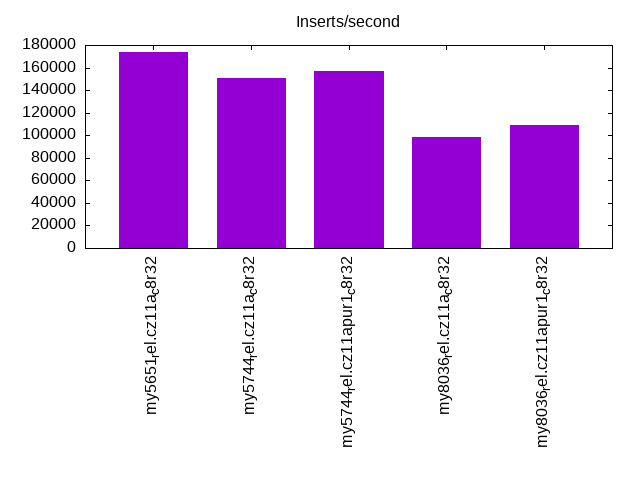 Inserts/second
180000
160000
140000
120000
100000
80000
60000
40000
20000
0
my5651rel.cz11ac8r32
my5744rel.cz11ac8r32
my5744rel.cz11apur1c8r32
my8036rel.cz11ac8r32
my8036rel.cz11apur1c8r32